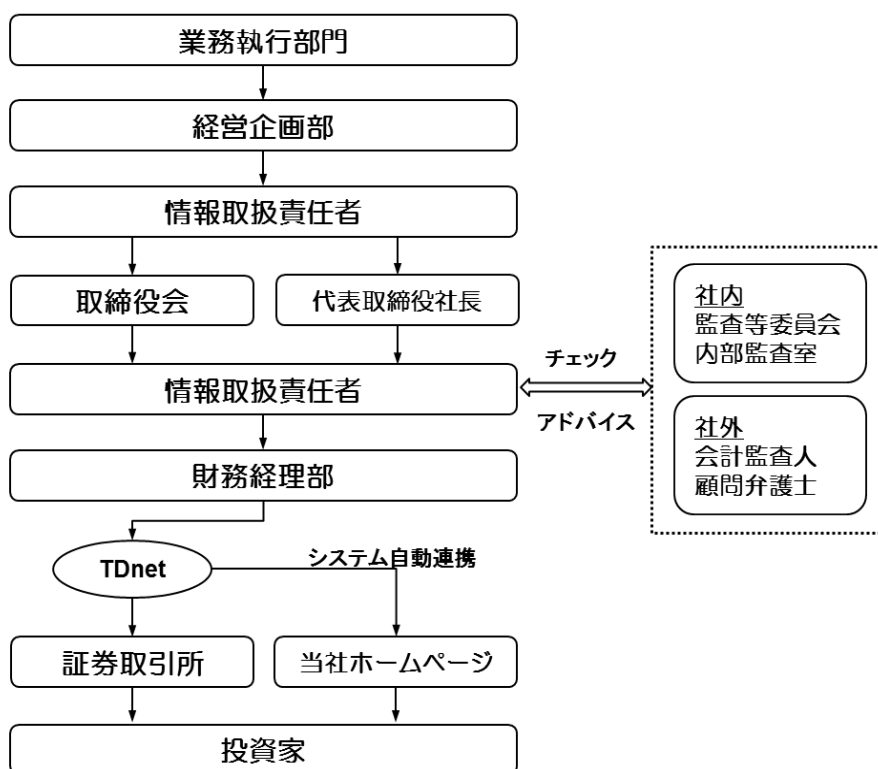 業務執行部門
経営企画部
情報取扱責任者
取締役会
代表取締役社長
情報取扱責任者
チェック
アドバイス
社内
監査等委員会
内部監査室
社外
会計監査人
顧問弁護士
財務経理部
TDnet
システム自動連携
証券取引所
当社ホームページ
投資家